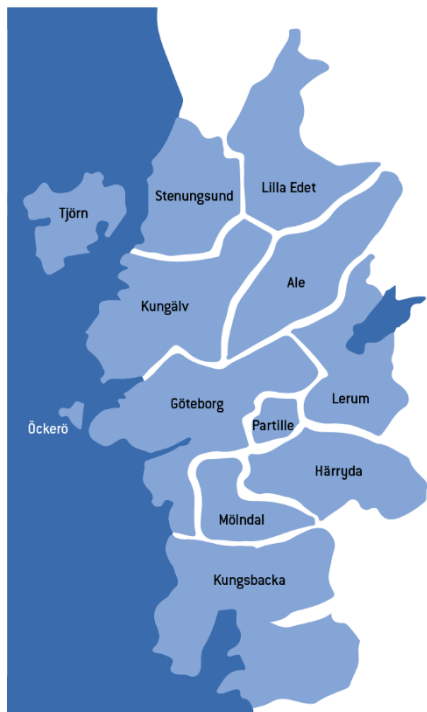 Lilla Edet
Stenungsund
Tjörn
Ale
Kungälv
Lerum
Göteborg
Partille
Öckerö
Härryda
Mölndal
Kungsbacka